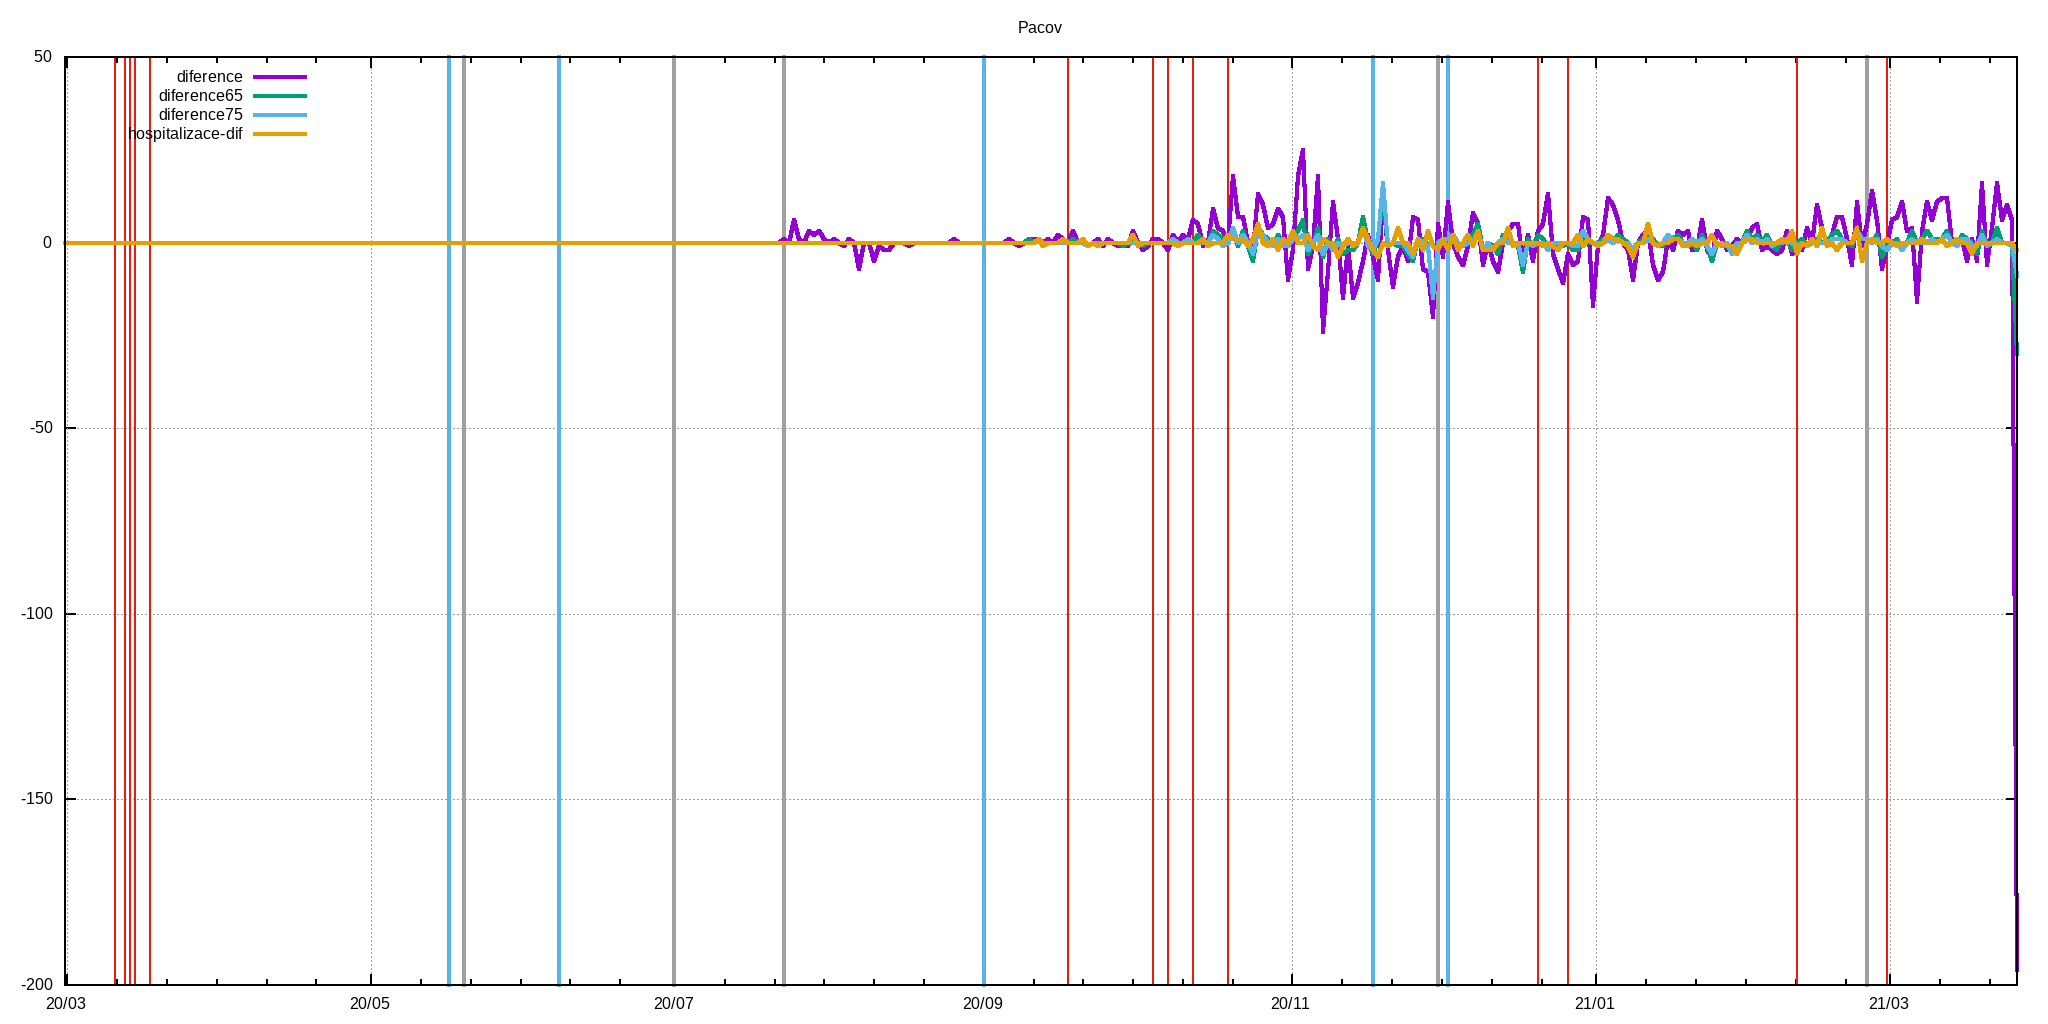 Pacov
50
diference
diference65
diference75
hospitalizace-dif
0
-50
-100
-150
-200
20/03 20/05 20/07 20/09 20/11 21/01 21/03